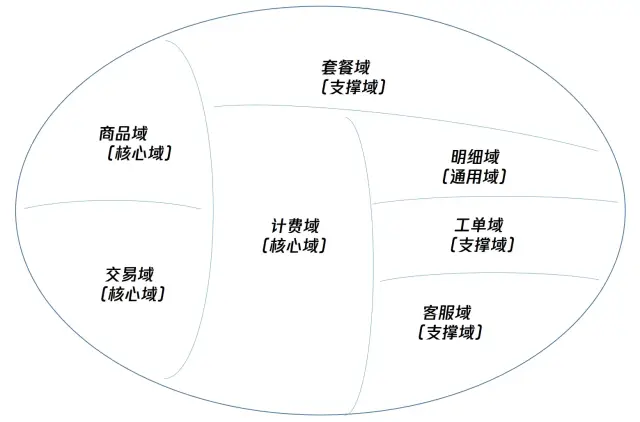 套餐域
〔支撑域〕
商品域
〔核心域〕
明细域
〔通用域〕
计费域
〔核心域〕
工单域
〔支撑域〕
交易域
〔核心域〕
客服域
〔支撑域〕